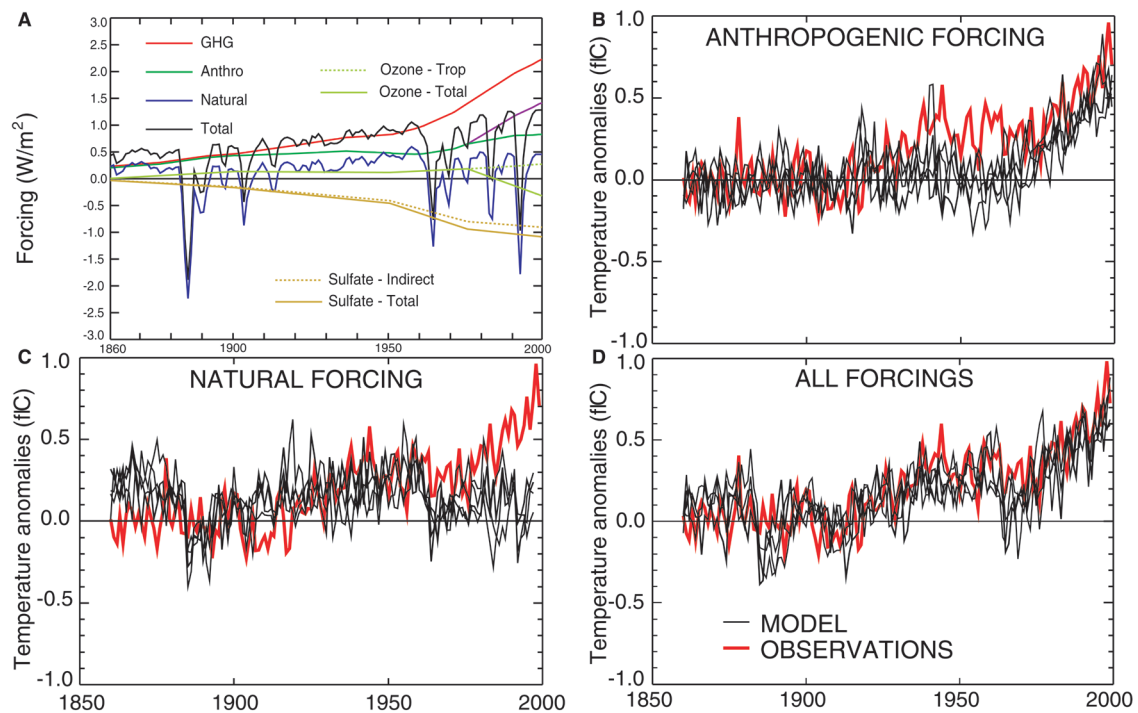 A
3.0
2.5
2.0
1.5
1.0
0.5
0.0
-0.5
-1.0
-1.5
-2.0
-2.5
-3.0
Forcing (W/m²)
GHG
Anthro
Natural
Total
Ozone - Trop
Ozone - Total
Sulfate - Indirect
Sulfate - Total
1860
1900
1950
2000
B
ANTHROPOGENIC FORCING
1.0
0.5
0.0
-0.5
-1.0
Temperature anomalies (flC)
C
NATURAL FORCING
1.0
0.5
0.0
-0.5
-1.0
Temperature anomalies (flC)
1850
1900
1950
2000
D
ALL FORCINGS
1.0
0.5
0.0
-0.5
-1.0
Temperature anomalies (flC)
MODEL
OBSERVATIONS
1850
1900
1950
2000